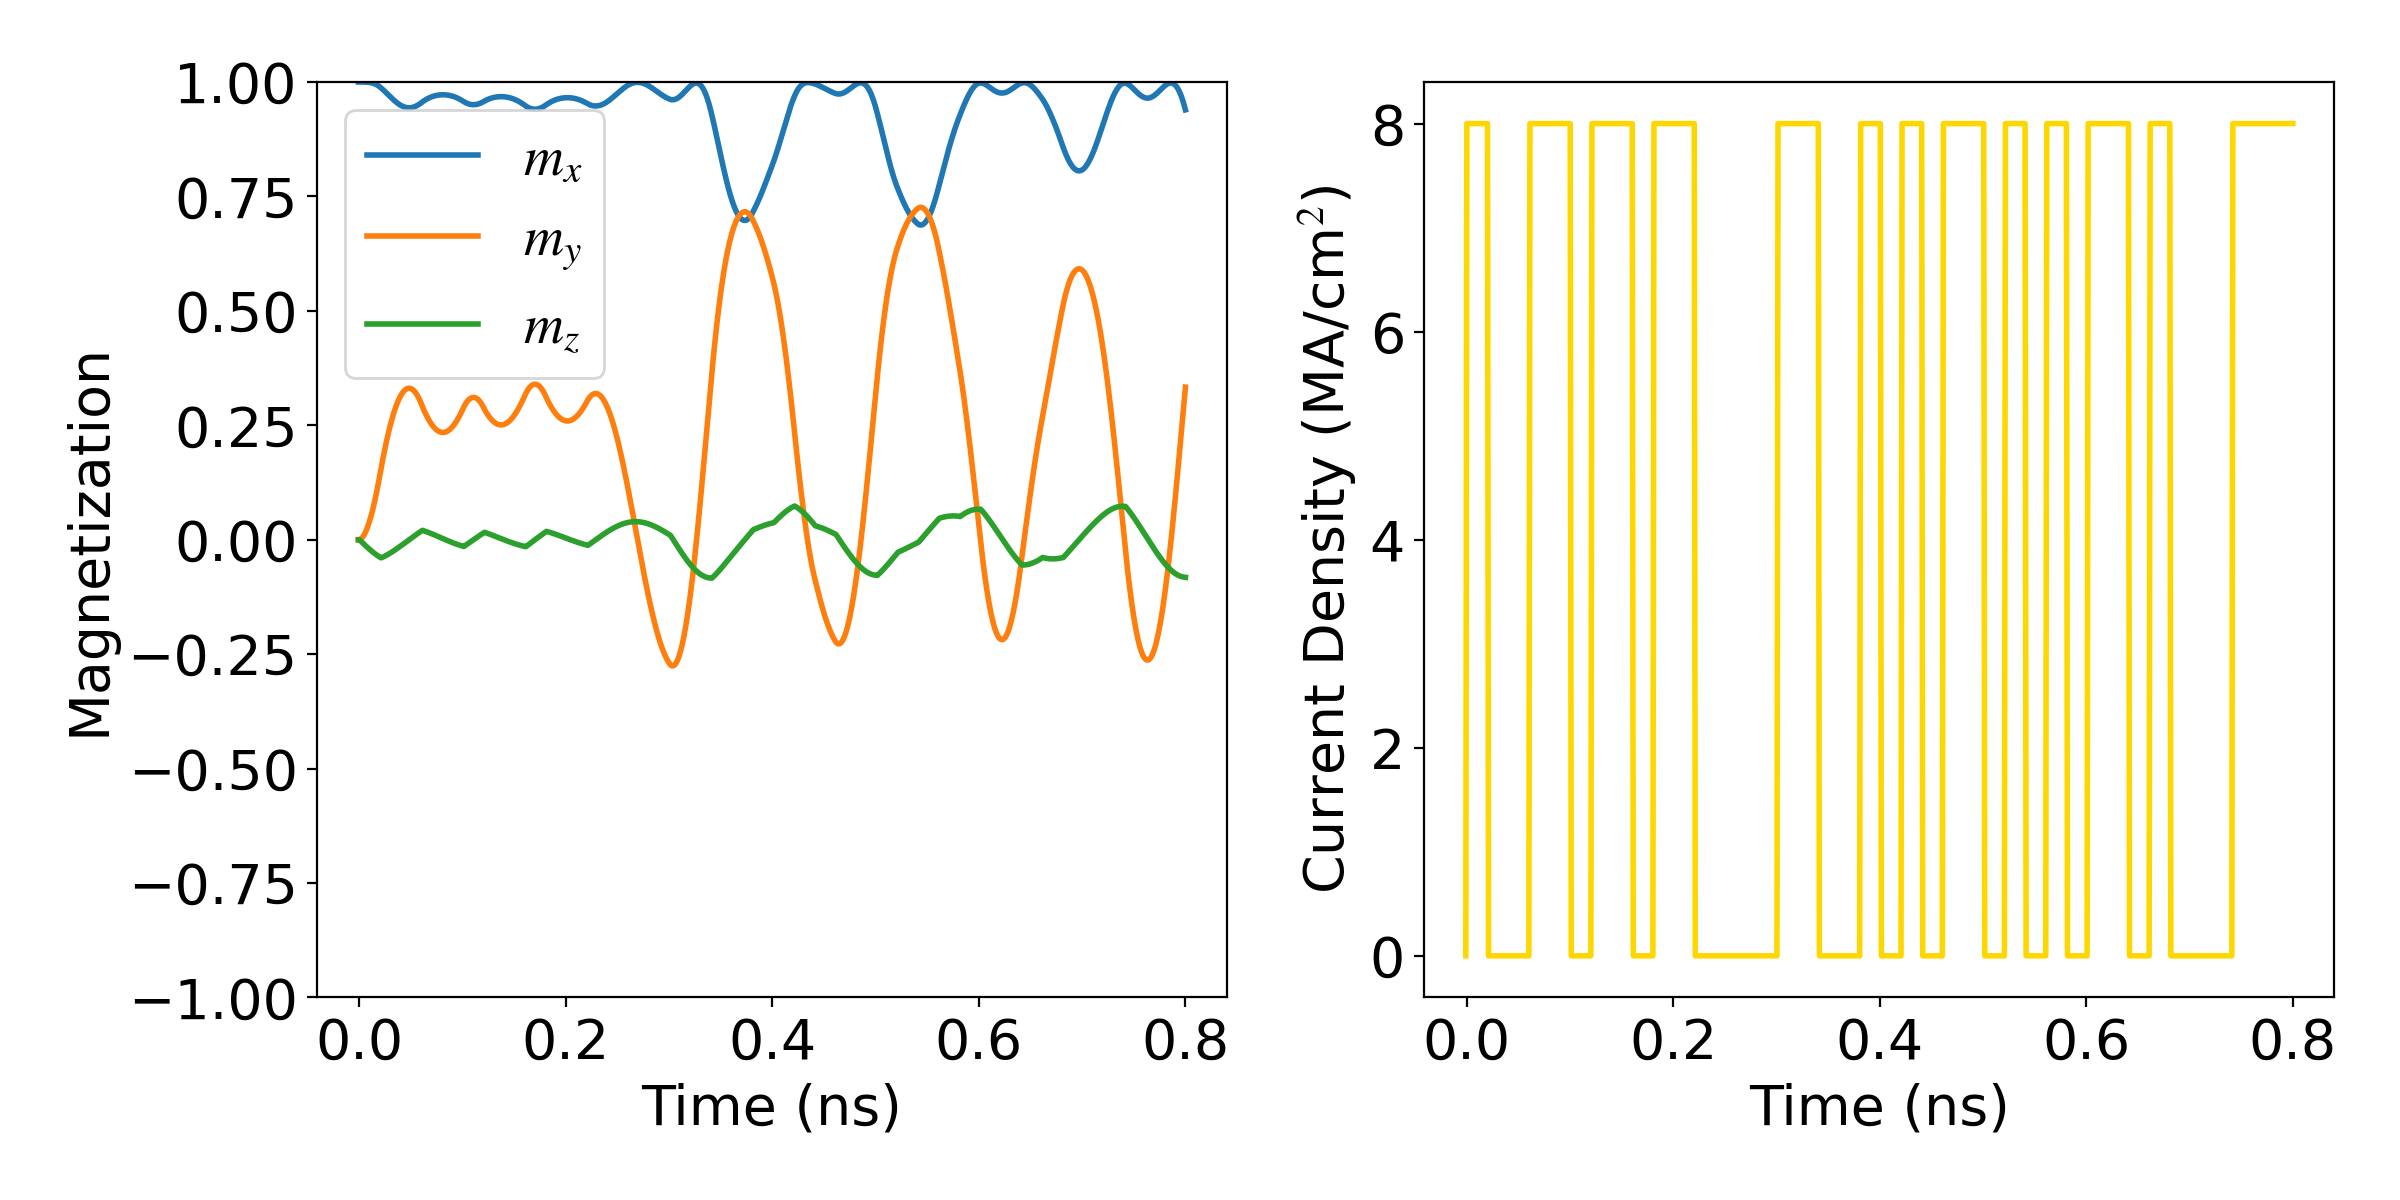 1.00
0.75
0.50
0.25
0.00
−0.25
−0.50
−0.75
−1.00
Magnetization
m_x
m_y
m_z
0.0 0.2 0.4 0.6 0.8
Time (ns)
8
6
4
2
0
Current Density (MA/cm²)
0.0 0.2 0.4 0.6 0.8
Time (ns)